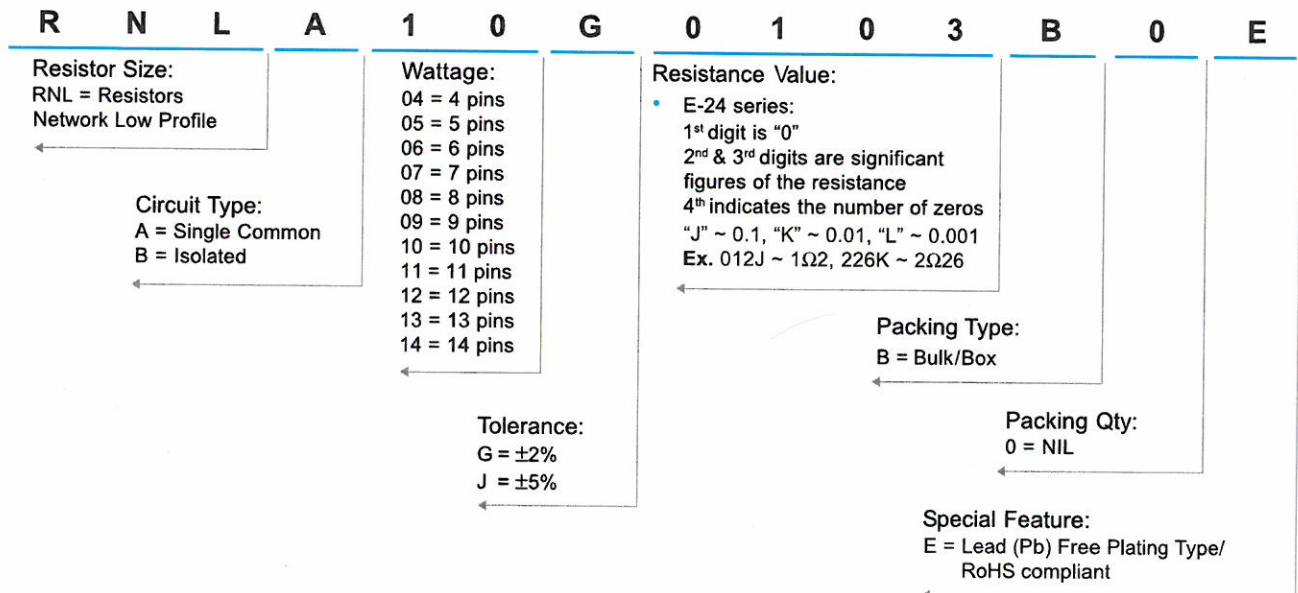 R N L A 1 0 G 0 1 0 3 B 0 E
Resistor Size:
RNL = Resistors
Network Low Profile
Circuit Type:
A = Single Common
B = Isolated
Wattage:
04 = 4 pins
05 = 5 pins
06 = 6 pins
07 = 7 pins
08 = 8 pins
09 = 9 pins
10 = 10 pins
11 = 11 pins
12 = 12 pins
13 = 13 pins
14 = 14 pins
Tolerance:
G = ±2%
J = ±5%
Resistance Value:
• E-24 series:
1st digit is “0”
2nd & 3rd digits are significant
figures of the resistance
4th indicates the number of zeros
“J” ~ 0.1, “K” ~ 0.01, “L” ~ 0.001
Ex. 012J ~ 1Ω2, 226K ~ 2Ω26
Packing Type:
B = Bulk/Box
Packing Qty:
0 = NIL
Special Feature:
E = Lead (Pb) Free Plating Type/
RoHS compliant